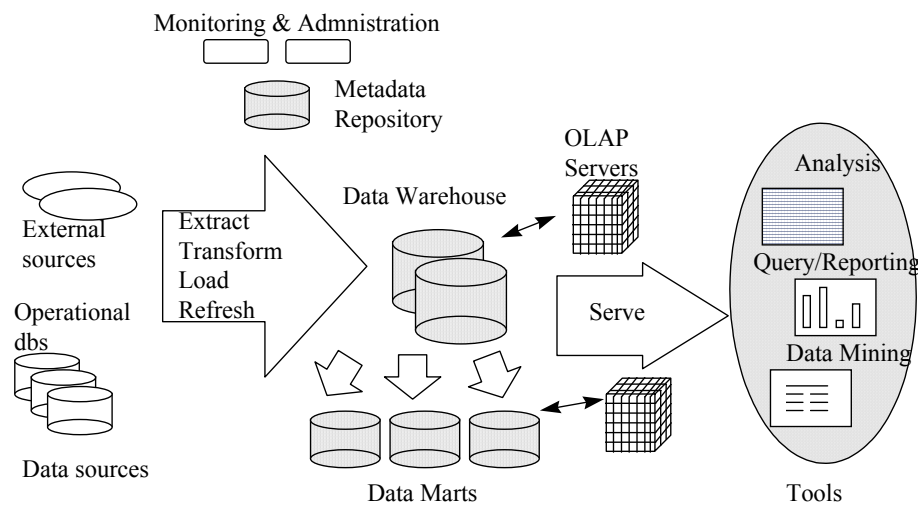 Monitoring & Admnistration
Metadata
Repository
OLAP
Servers
Analysis
Data Warehouse
External
sources
Extract
Transform
Load
Refresh
Query/Reporting
Operational
dbs
Serve
Data Mining
Data sources
Data Marts
Tools